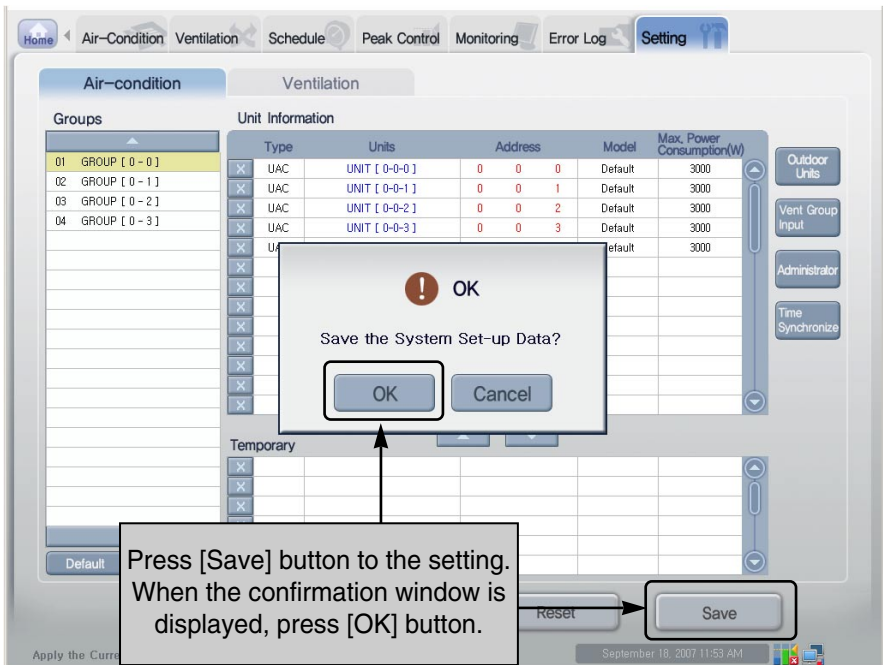 Home Air-Condition Ventilation Schedule Peak Control Monitoring Error Log Setting
Air-condition Ventilation
Groups
01 GROUP [ 0 - 0 ]
02 GROUP [ 0 - 1 ]
03 GROUP [ 0 - 2 ]
04 GROUP [ 0 - 3 ]
Default
Unit Information
Type Units Address Model Max. Power
Consumption(W)
X UAC UNIT [ 0-0-0 ] 0 0 0 Default 3000
X UAC UNIT [ 0-0-1 ] 0 0 1 Default 3000
X UAC UNIT [ 0-0-2 ] 0 0 2 Default 3000
X UAC UNIT [ 0-0-3 ] 0 0 3 Default 3000
X 3000
X
X
X
X
X
X
X
X
Outdoor
Units
Vent Group
Input
Administrator
Time
Synchronize
! OK
Save the System Set-up Data?
OK Cancel
Temporary
X
X
X
Press [Save] button to the setting.
When the confirmation window is
displayed, press [OK] button.
Reset Save
Apply the September 18, 2007 11:53 AM